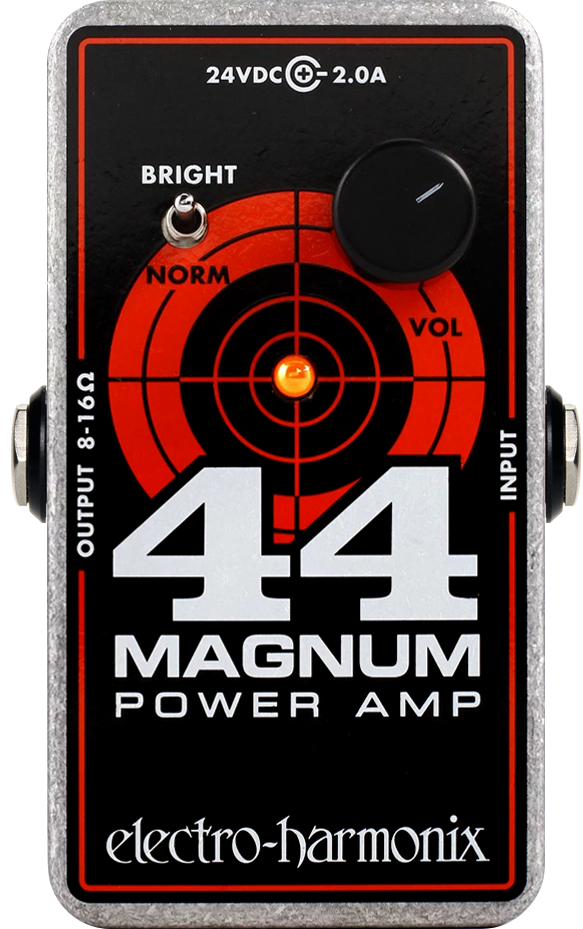 24VDC 2.0A
BRIGHT
NORM
VOL
OUTPUT 8-16Ω
INPUT
44
MAGNUM
POWER AMP
electro-harmonix